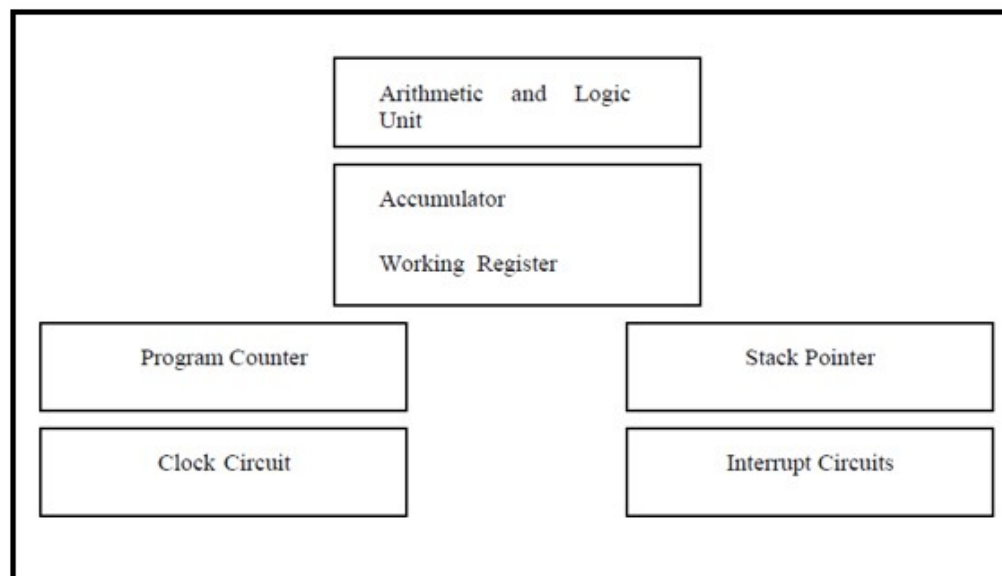 Arithmetic and Logic
Unit
Accumulator
Working Register
Program Counter
Stack Pointer
Clock Circuit
Interrupt Circuits